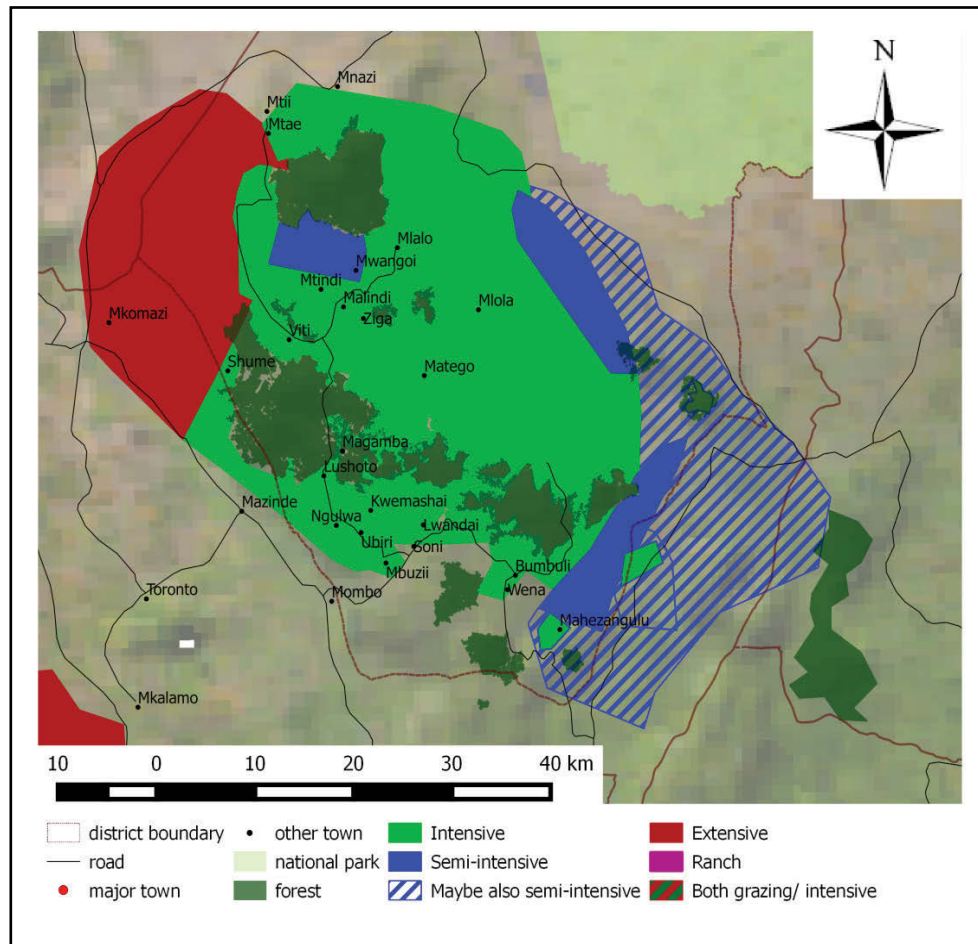 N
Mnazi
Mtii
Mtae
Mlalo
Mwangoi
Mtindi
Malindi
Mlola
Ziga
Mkomazi
Viti
Shume
Matego
Magamba
Lushoto
Mazinde
Kwemashai
Ngulwa
Lwandai
Ubiri
Soni
Mbuzii
Bumbuli
Wena
Toronto
Mombo
Mahezangulu
Mkalamo
10 0 10 20 40 km
district boundary other town Intensive Extensive
road national park Semi-intensive Ranch
major town forest Maybe also semi-intensive Both grazing/ intensive